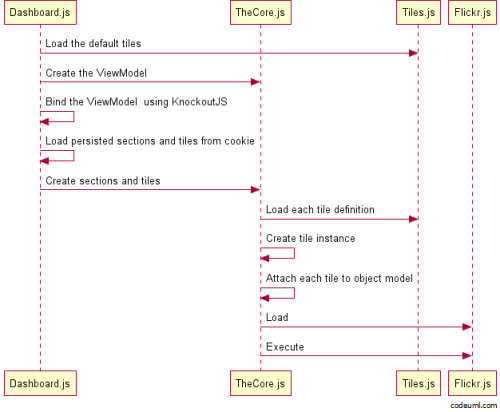 Dashboard.js TheCore.js Tiles.js Flickr.js
Load the default tiles
Create the ViewModel
Bind the ViewModel using KnockoutJS
Load persisted sections and tiles from cookie
Create sections and tiles
Load each tile definition
Create tile instance
Attach each tile to object model
Load
Execute
Dashboard.js TheCore.js Tiles.js Flickr.js
codeuml.com